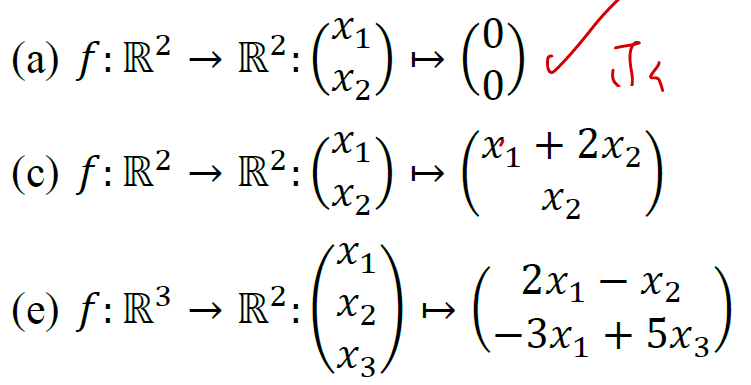 (a) f: ℝ² → ℝ²: (x₁ x₂) ↦ (0 0)
(c) f: ℝ² → ℝ²: (x₁ x₂) ↦ (x₁ + 2x₂ x₂)
(e) f: ℝ³ → ℝ²: (x₁ x₂ x₃) ↦ (2x₁ − x₂ −3x₁ + 5x₃)